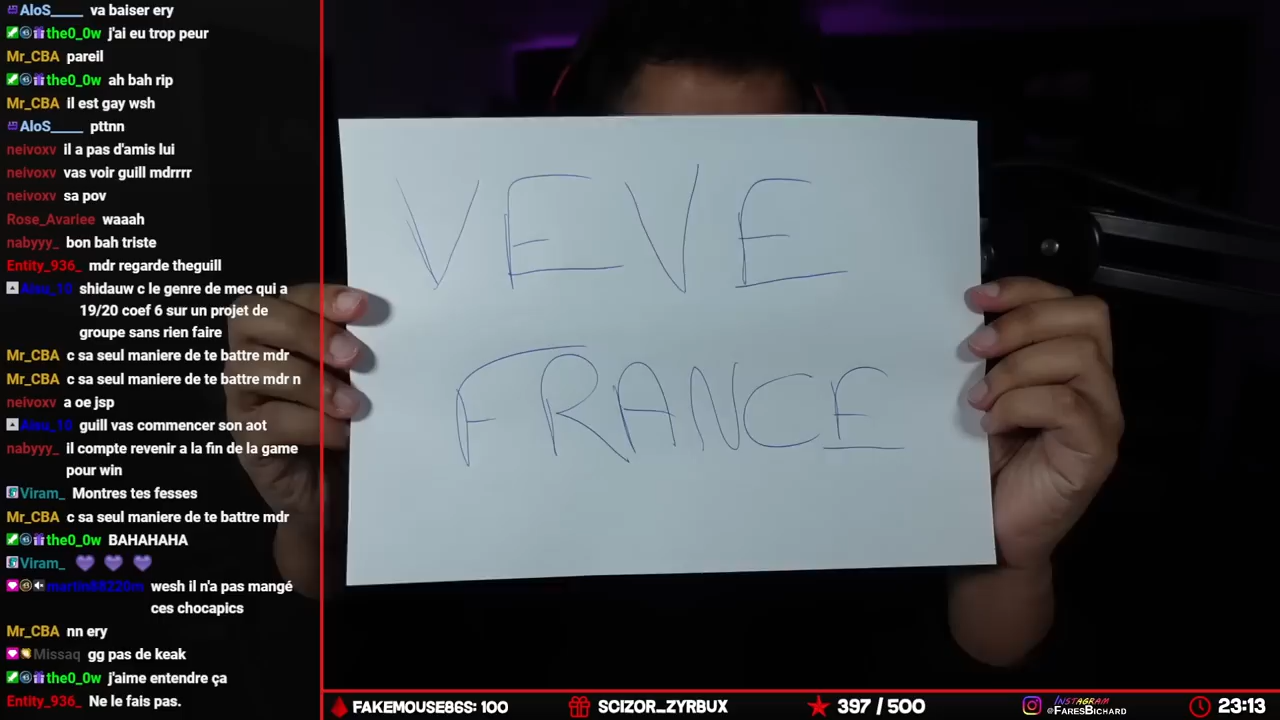 AloS_____ va baiser ery
the0_0w j'ai eu trop peur
Mr_CBA pareil
the0_0w ah bah rip
Mr_CBA il est gay wsh
AloS_____ pttnn
neivoxv il a pas d'amis lui
neivoxv vas voir guill mdrrrr
neivoxv sa pov
Rose_Avariee waaah
nabyyy_ bon bah triste
Entity_936_ mdr regarde theguill
shidauw c le genre de mec qui a
19/20 coef 6 sur un projet de
groupe sans rien faire
Mr_CBA c sa seul maniere de te battre mdr
Mr_CBA c sa seul maniere de te battre mdr n
neivoxv a oe jsp
guill vas commencer son aot
nabyyy_ il compte revenir a la fin de la game
pour win
Viram_ Montres tes fesses
Mr_CBA c sa seul maniere de te battre mdr
the0_0w BAHAHAHA
Viram_
martin88220m wesh il n'a pas mangé
ces chocapics
Mr_CBA nn ery
Missaq gg pas de keak
the0_0w j'aime entendre ça
Entity_936_ Ne le fais pas.
VEVE
FRANCE
FAKEMOUSE86S: 100
SCIZOR_ZYRBUX
397 / 500
INSTAGRAM
@FARESBICHARD
23:13